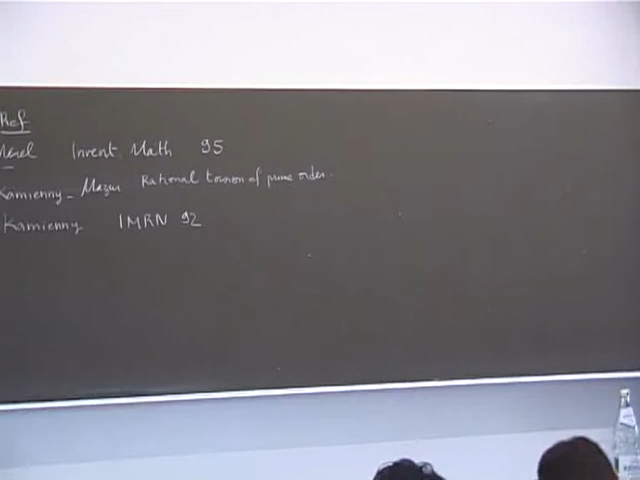 Ref
Merel Invent. Math 95
Kamienny - Mazur Rational torsion of prime order.
Kamienny IMRN 92